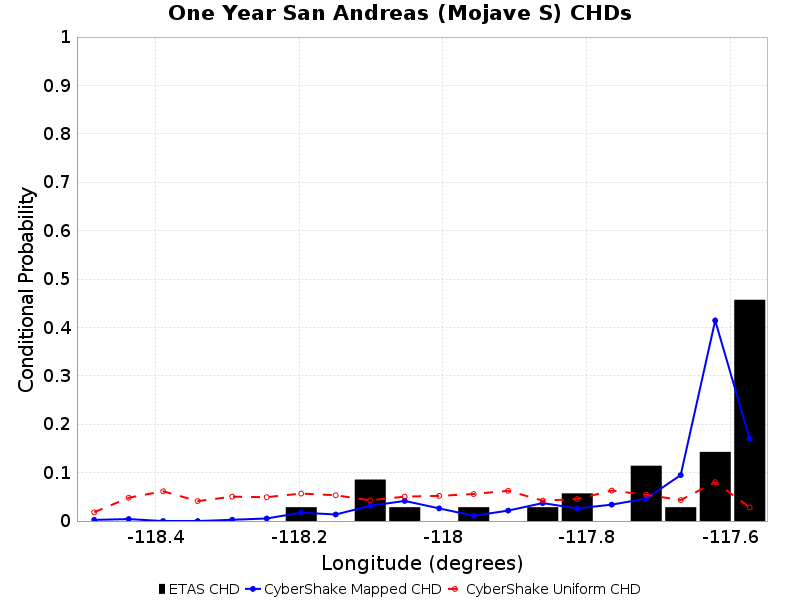 One Year San Andreas (Mojave S) CHDs
1
0.9
0.8
0.7
0.6
0.5
0.4
0.3
0.2
0.1
0
Conditional Probability
-118.4 -118.2 -118 -117.8 -117.6
Longitude (degrees)
ETAS CHD CyberShake Mapped CHD CyberShake Uniform CHD